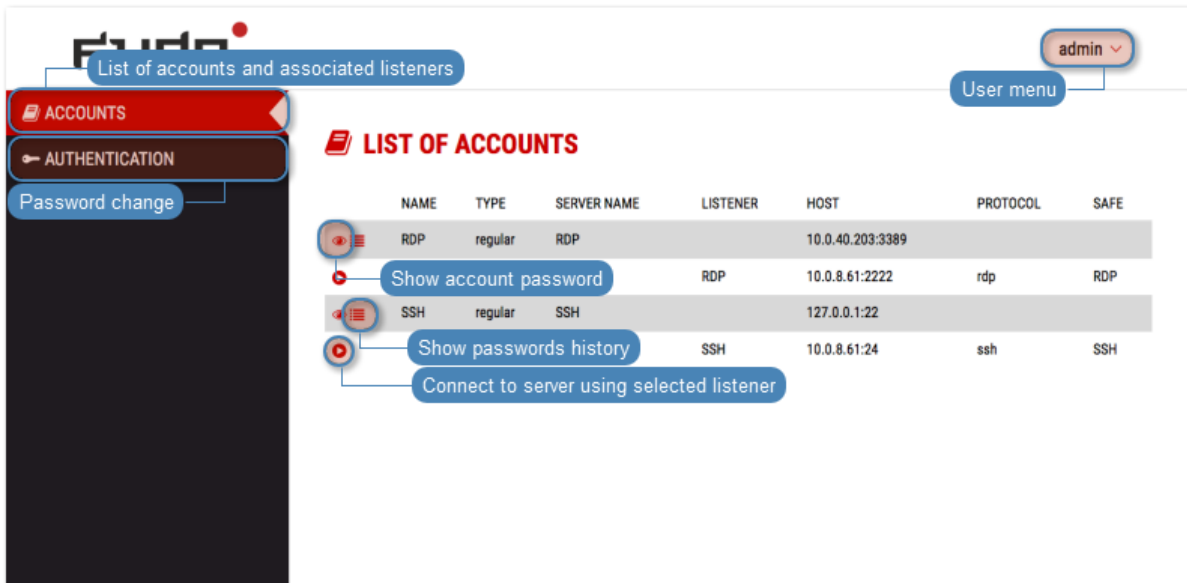 List of accounts and associated listeners
admin
User menu
ACCOUNTS
AUTHENTICATION
Password change
LIST OF ACCOUNTS
NAME TYPE SERVER NAME LISTENER HOST PROTOCOL SAFE
RDP regular RDP 10.0.40.203:3389
Show account password
RDP 10.0.8.61:2222 rdp RDP
SSH regular SSH 127.0.0.1:22
Show passwords history
SSH 10.0.8.61:24 ssh SSH
Connect to server using selected listener